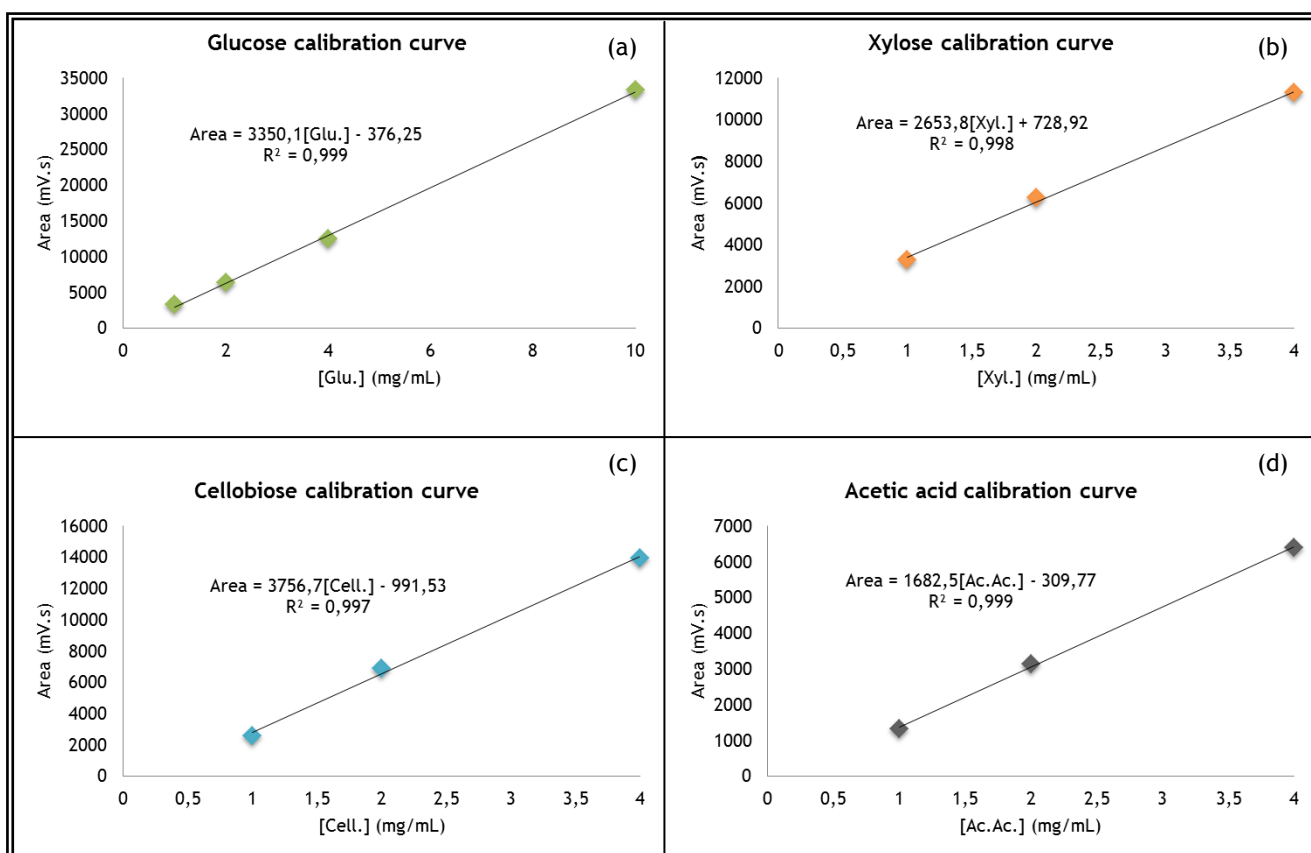 Glucose calibration curve
(a)
35000
30000
25000
20000
15000
10000
5000
0
Area (mV.s)
Area = 3350,1[Glu.] - 376,25
R² = 0,999
0 2 4 6 8 10
[Glu.] (mg/mL)
Xylose calibration curve
(b)
12000
10000
8000
6000
4000
2000
0
Area (mV.s)
Area = 2653,8[Xyl.] + 728,92
R² = 0,998
0 0,5 1 1,5 2 2,5 3 3,5 4
[Xyl.] (mg/mL)
(c)
Cellobiose calibration curve
16000
14000
12000
10000
8000
6000
4000
2000
0
Area (mV.s)
Area = 3756,7[Cell.] - 991,53
R² = 0,997
0 0,5 1 1,5 2 2,5 3 3,5 4
[Cell.] (mg/mL)
(d)
Acetic acid calibration curve
7000
6000
5000
4000
3000
2000
1000
0
Area (mV.s)
Area = 1682,5[Ac.Ac.] - 309,77
R² = 0,999
0 0,5 1 1,5 2 2,5 3 3,5 4
[Ac.Ac.] (mg/mL)